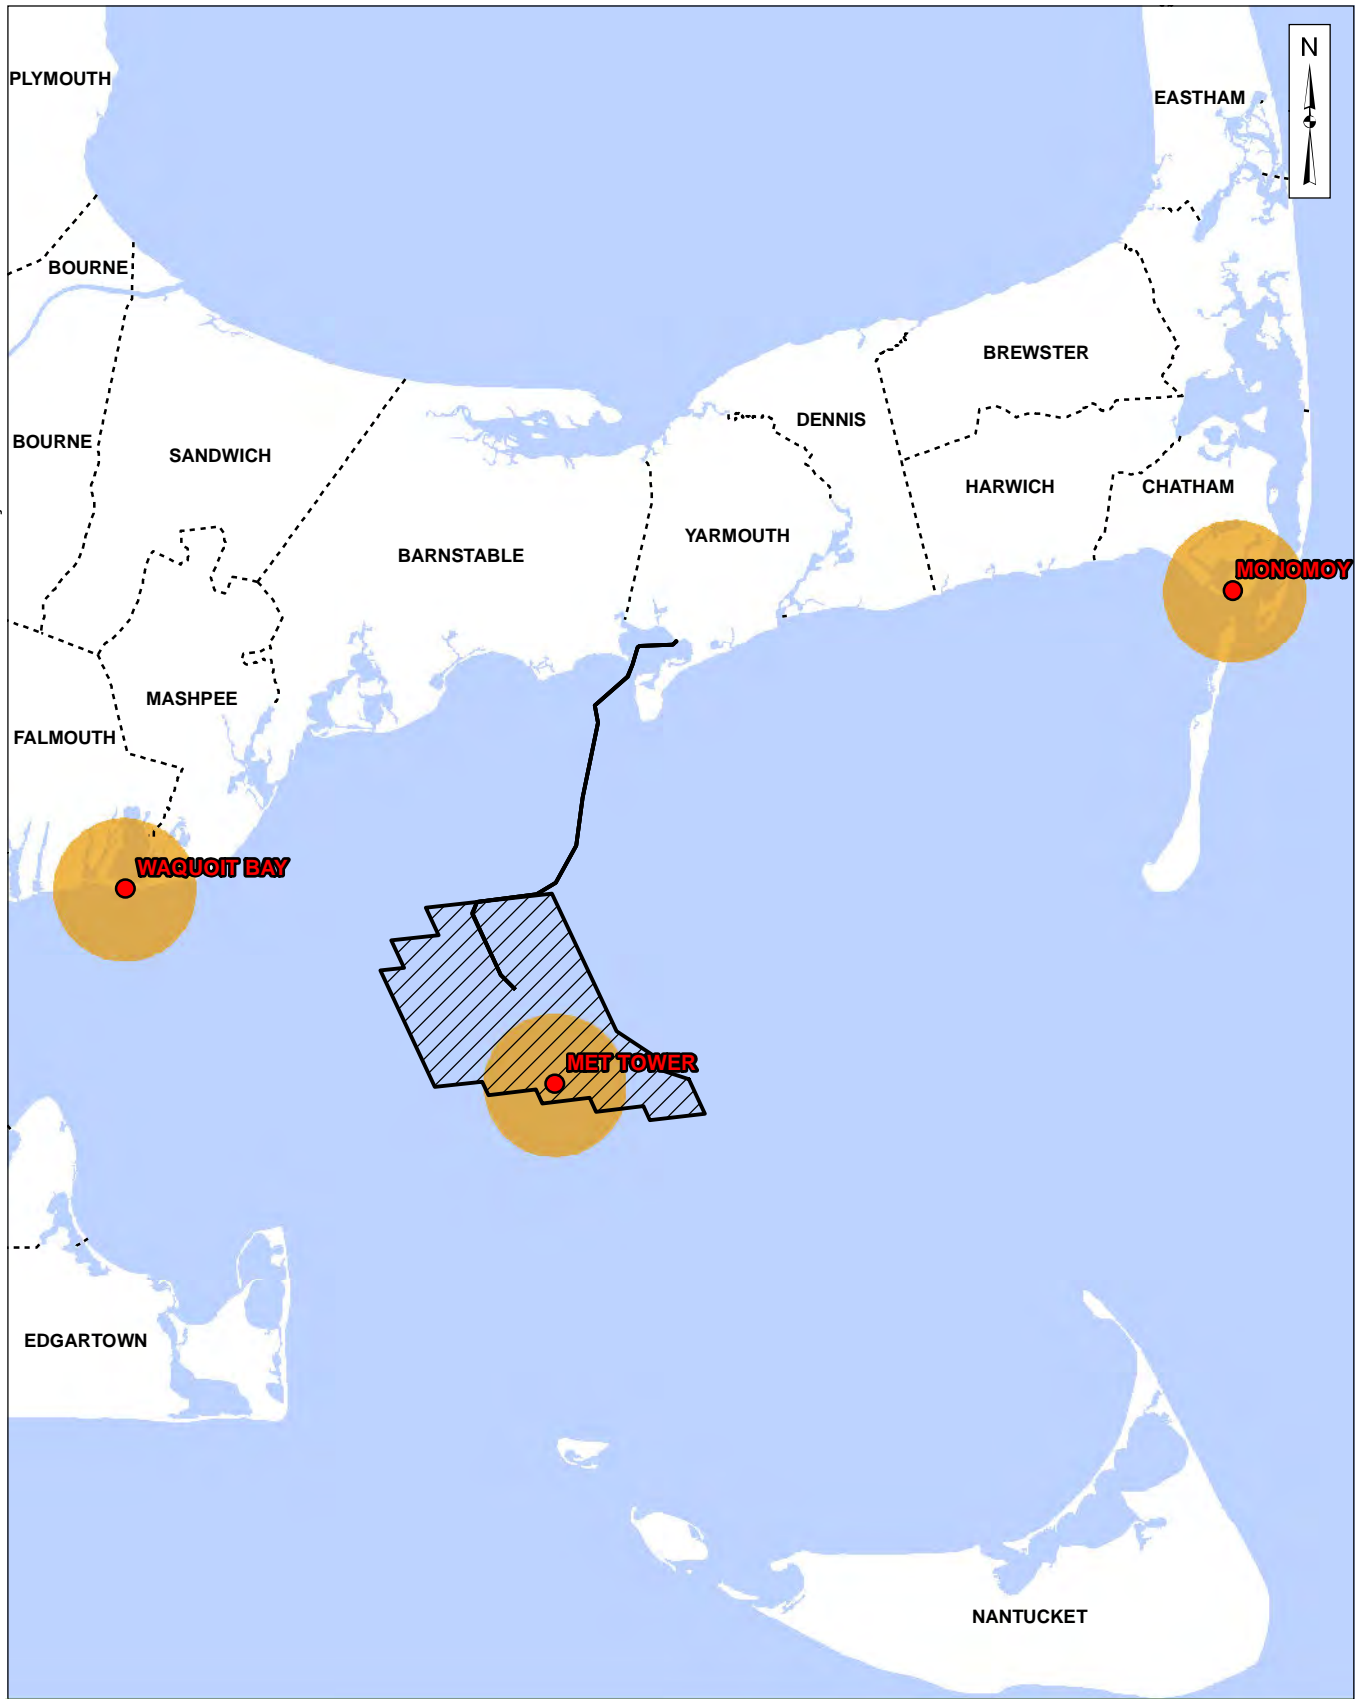 N
PLYMOUTH
EASTHAM
BOURNE
BREWSTER
DENNIS
BOURNE
SANDWICH
HARWICH
CHATHAM
YARMOUTH
BARNSTABLE
MONOMOY
MASHPEE
FALMOUTH
WAQUOIT BAY
MET TOWER
EDGARTOWN
NANTUCKET